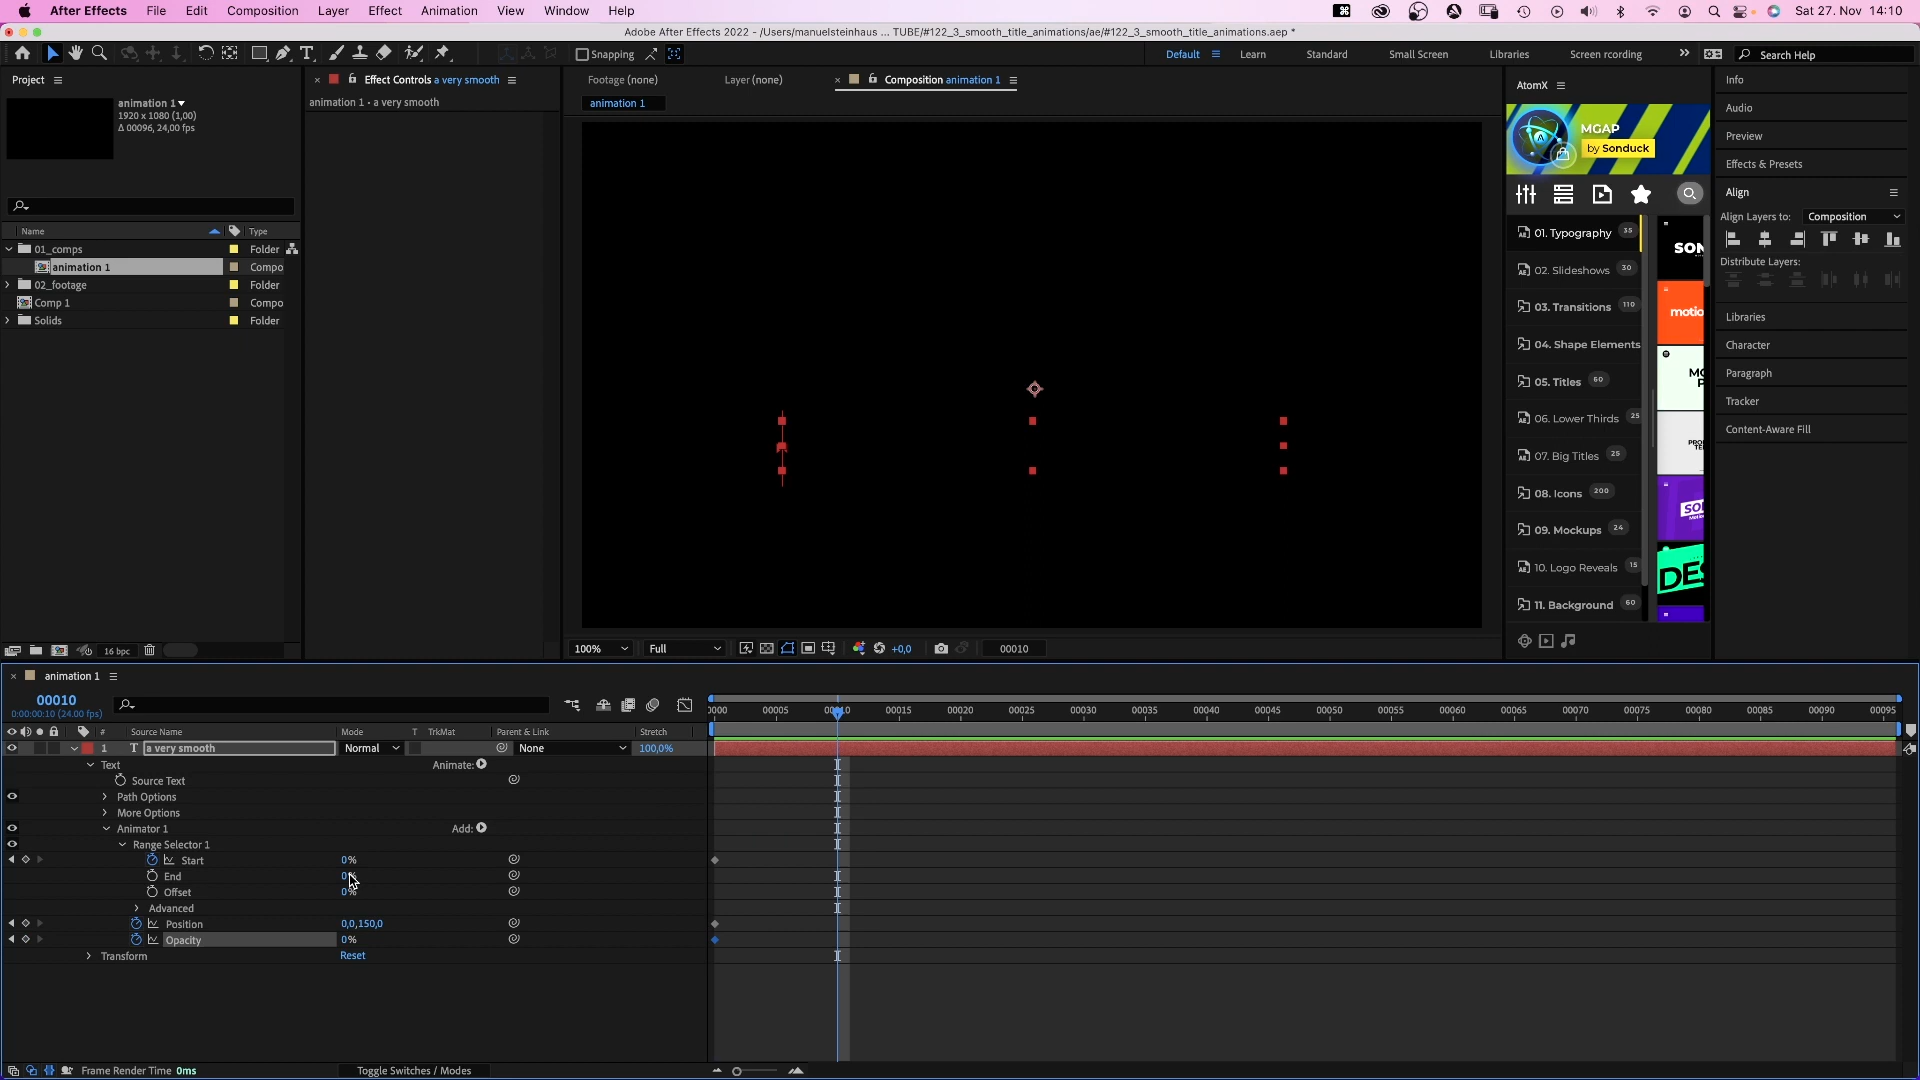 After Effects File Edit Composition Layer Effect Animation View Window Help Sat 27. Nov 14:10
Adobe After Effects 2022 - /Users/manuelsteinhaus ... TUBE/#122_3_smooth_title_animations/ae/#122_3_smooth_title_animations.aep *
Snapping Default Learn Standard Small Screen Libraries Screen rcording Search Help
Project
animation 1
1920 x 1080 (1,00)
Δ 00096, 24,00 fps
Name Type
01_comps Folder
animation 1 Compo
02_footage Folder
Comp 1 Compo
Solids Folder
16 bpc
Effect Controls a very smooth
animation 1 • a very smooth
Footage (none) Layer (none) Composition animation 1
animation 1
100% Full +0,0 00010
AtomX
MGAP
by Sonduck
01. Typography 35
02. Slideshows 30
03. Transitions 110
04. Shape Elements
05. Titles 60
06. Lower Thirds 25
07. Big Titles 25
08. Icons 200
09. Mockups 24
10. Logo Reveals 15
11. Background 60
SON
motio
DES
Info
Audio
Preview
Effects & Presets
Align
Align Layers to: Composition
Distribute Layers:
Libraries
Character
Paragraph
Tracker
Content-Aware Fill
animation 1
00010
0:00:00:10 (24.00 fps)
0000 00005 00010 00015 00020 00025 00030 00035 00040 00045 00050 00055 00060 00065 00070 00075 00080 00085 00090 00095
# Source Name Mode T TrkMat Parent & Link Stretch
1 T a very smooth Normal None 100,0%
Text Animate:
Source Text
Path Options
More Options
Animator 1 Add:
Range Selector 1
Start 0%
End 0%
Offset 0%
Advanced
Position 0,0,150,0
Opacity 0%
Transform Reset
Frame Render Time 0ms Toggle Switches / Modes